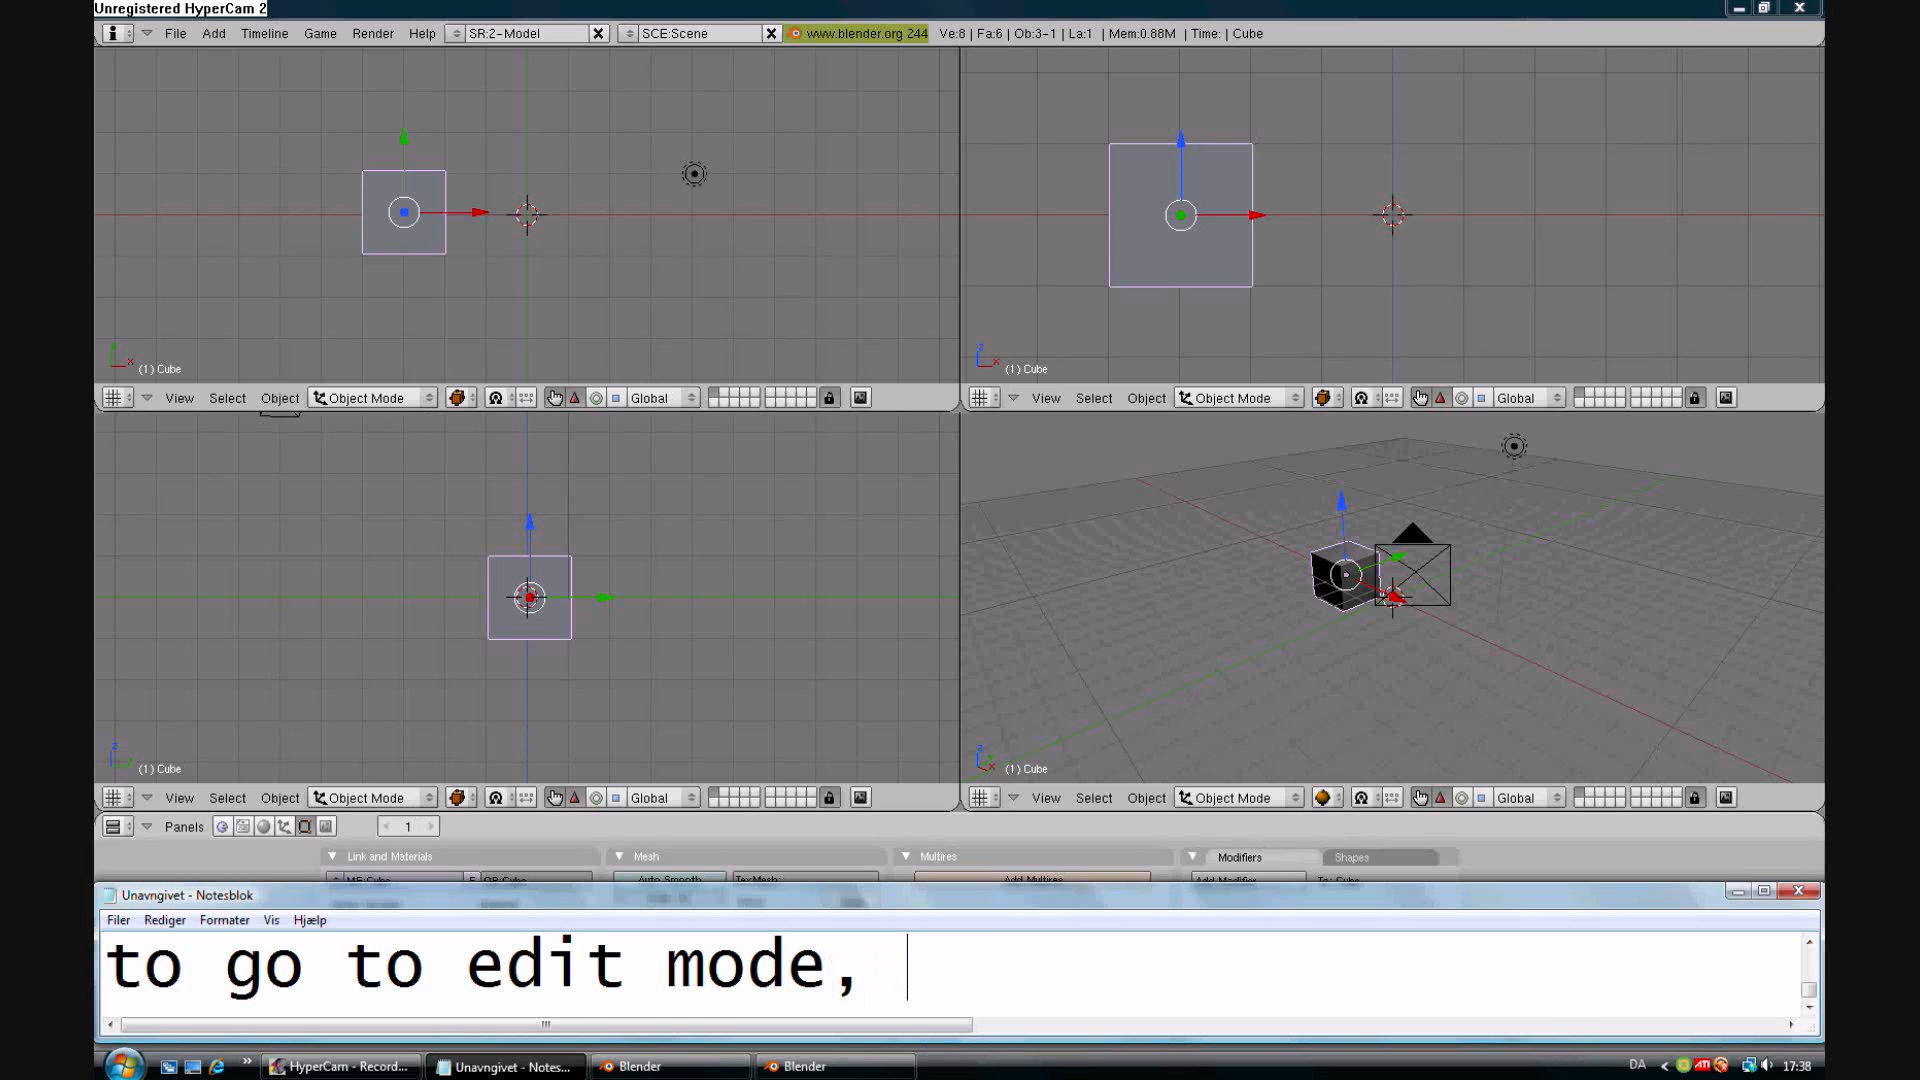 Unregistered HyperCam 2
File Add Timeline Game Render Help SR:2-Model SCE:Scene www.blender.org 244 Ve:8 | Fa:6 | Ob:3-1 | La:1 | Mem:0.88M | Time: | Cube
(1) Cube
(1) Cube
View Select Object Object Mode Global
View Select Object Object Mode Global
(1) Cube
(1) Cube
View Select Object Object Mode Global
View Select Object Object Mode Global
Panels 1
Link and Materials Mesh Multires Modifiers Shapes
ME:Cube F OB:Cube Auto Smooth TexMesh: Add Multires Add Modifier To: Cube
Unavngivet - Notesblok
Filer Rediger Formater Vis Hjælp
to go to edit mode,
HyperCam - Record... Unavngivet - Notes... Blender Blender DA ATI 17:38